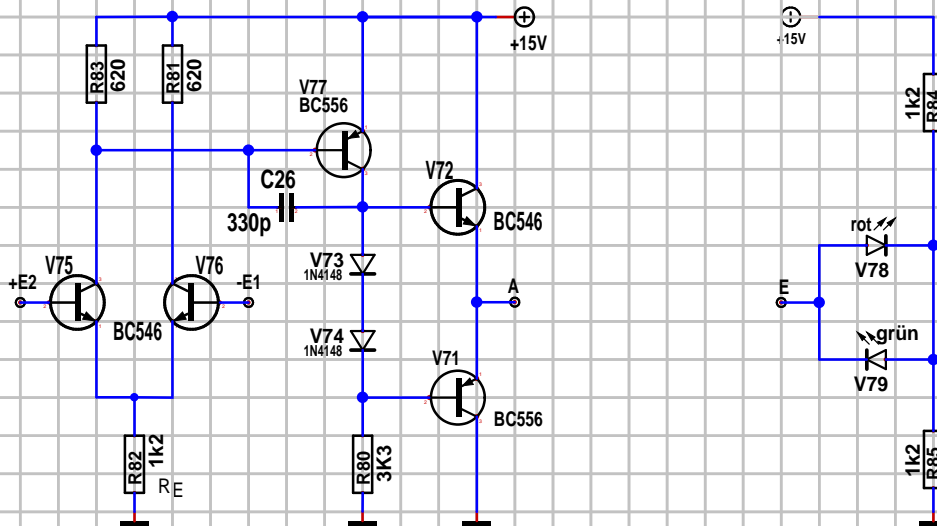 +15V
+15V
R83
620
R81
620
V77
BC556
1k2
R84
C26
330p
V72
BC546
rot
V78
V73
1N4148
+E2
V75
V76
-E1
BC546
A
E
V74
1N4148
V71
BC556
grün
V79
R82
1k2
RE
R80
3K3
1k2
R85